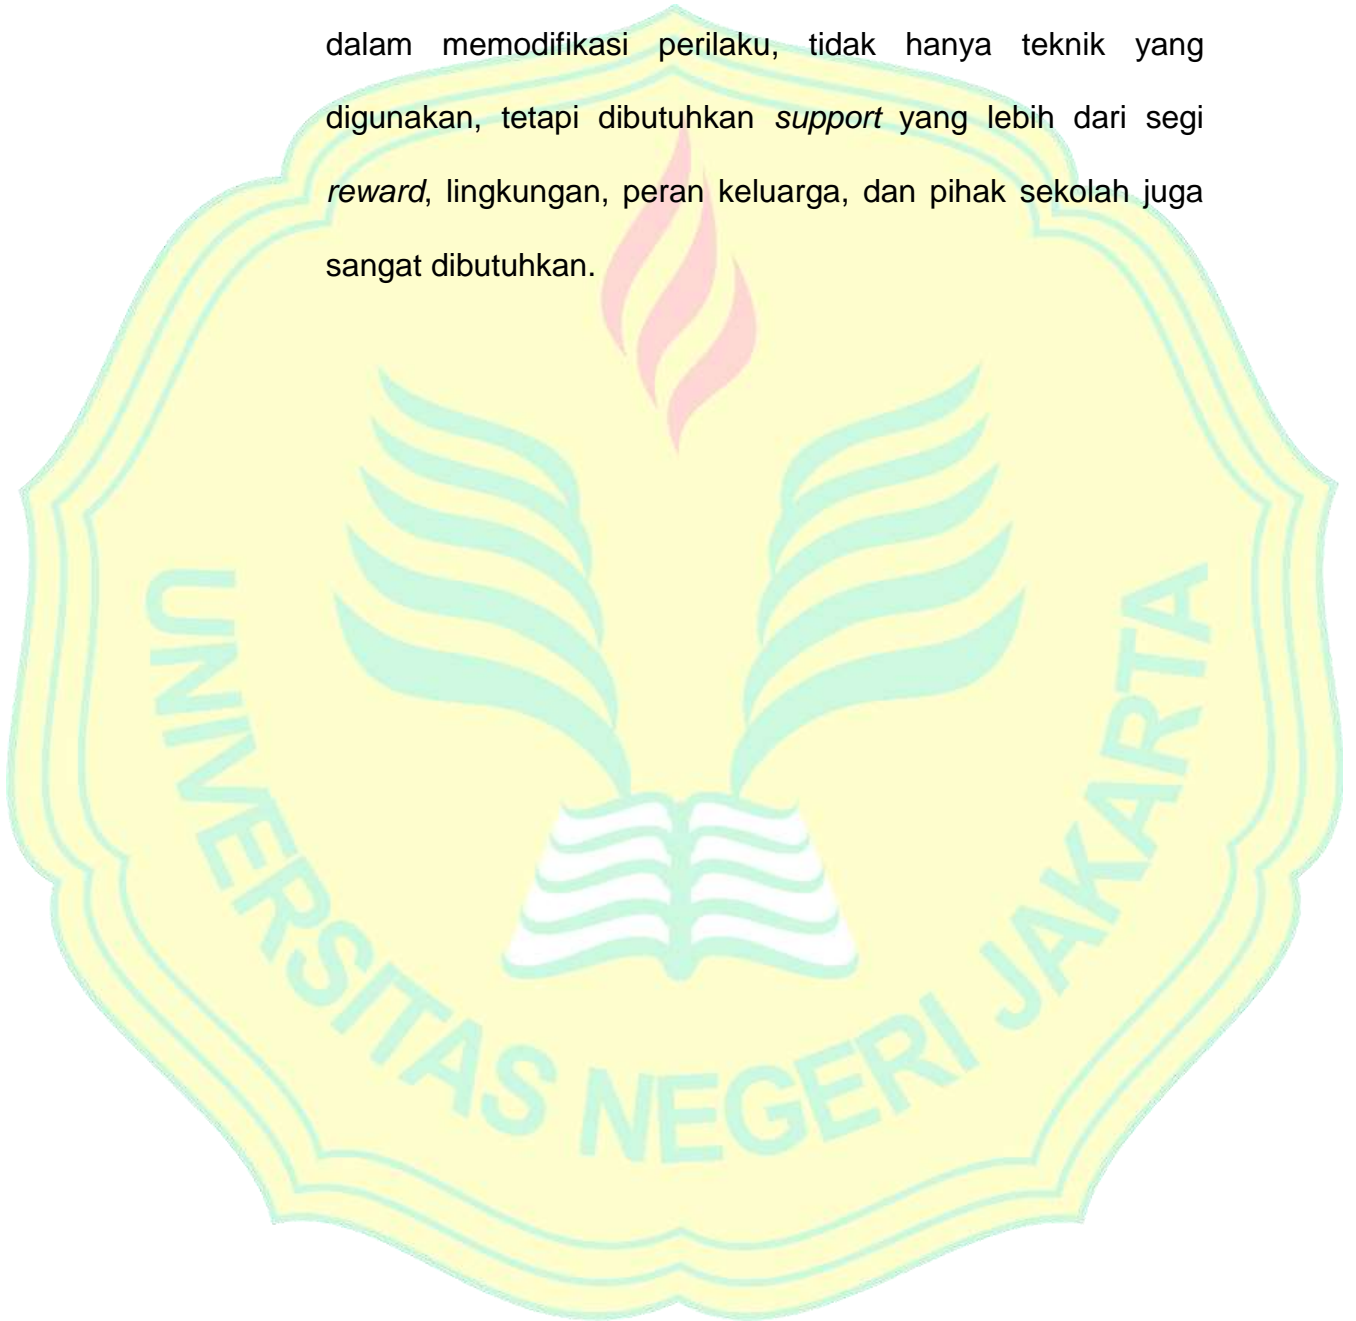 dalam memodifikasi perilaku, tidak hanya teknik yang
digunakan, tetapi dibutuhkan support yang lebih dari segi
reward, lingkungan, peran keluarga, dan pihak sekolah juga
sangat dibutuhkan.
UNIVERSITAS NEGERI JAKARTA